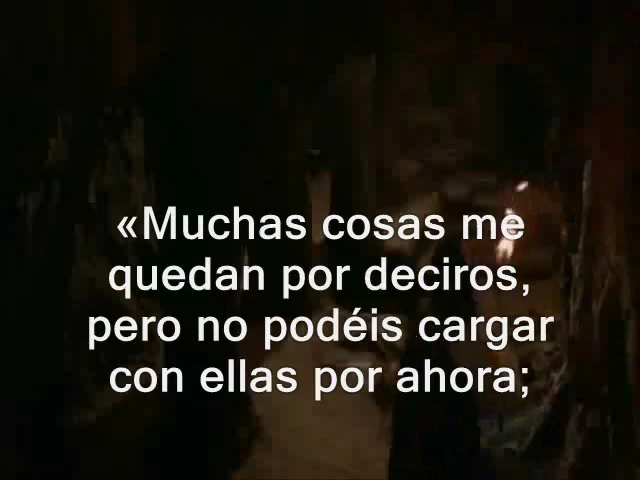 «Muchas cosas me
quedan por deciros,
pero no podéis cargar
con ellas por ahora;